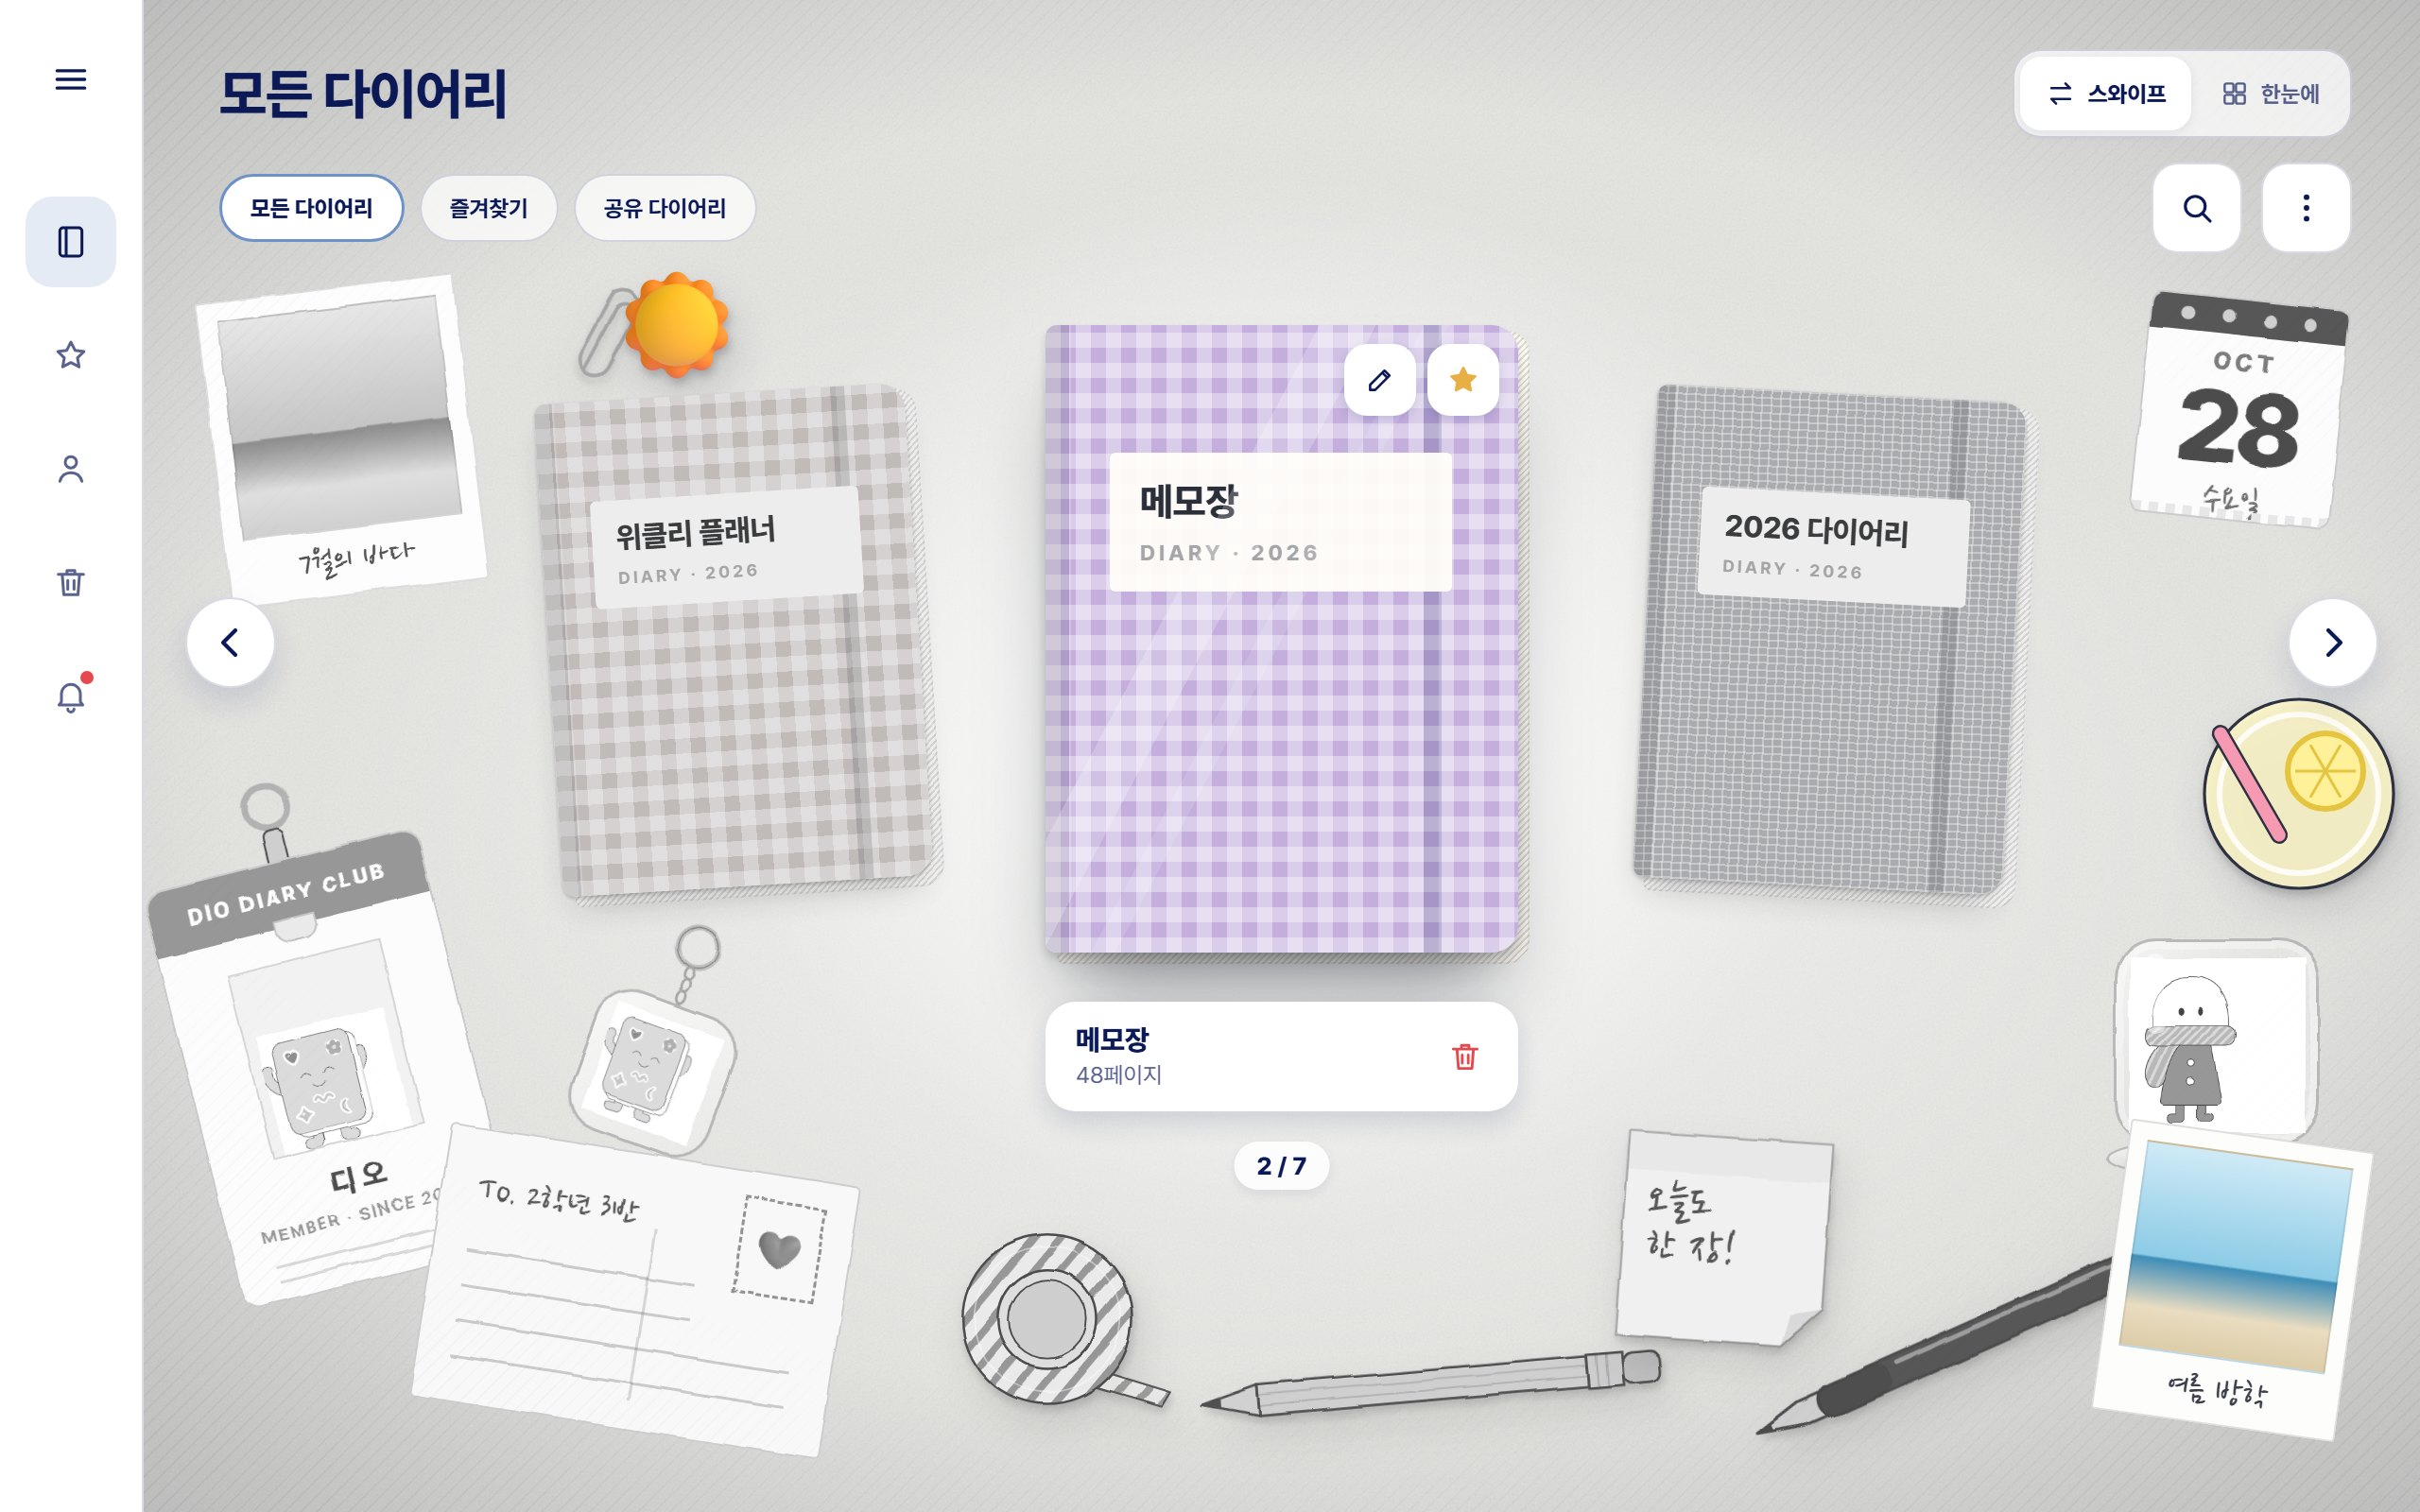 모든 다이어리
스와이프
한눈에
모든 다이어리
즐겨찾기
공유 다이어리
7월의 바다
위클리 플래너
DIARY · 2026
메모장
DIARY · 2026
2026 다이어리
DIARY · 2026
OCT
28
수요일
DIO DIARY CLUB
디오
MEMBER · SINCE
메모장
48페이지
2 / 7
TO. 2학년 3반
오늘도
한 장!
여름 방학